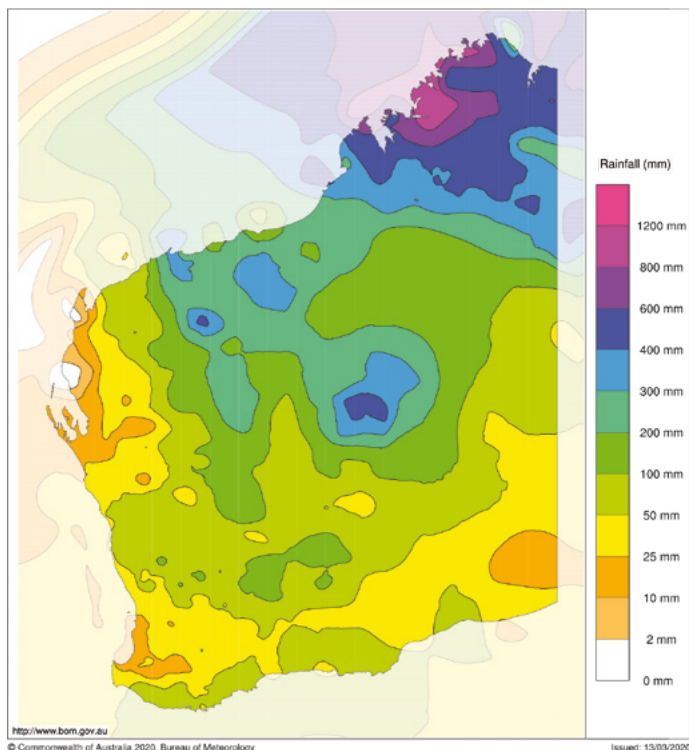 Rainfall (mm)
1200 mm
800 mm
600 mm
400 mm
300 mm
200 mm
100 mm
50 mm
25 mm
10 mm
2 mm
0 mm
http://www.bom.gov.au
© Commonwealth of Australia 2020, Bureau of Meteorology
Issued: 13/03/2020